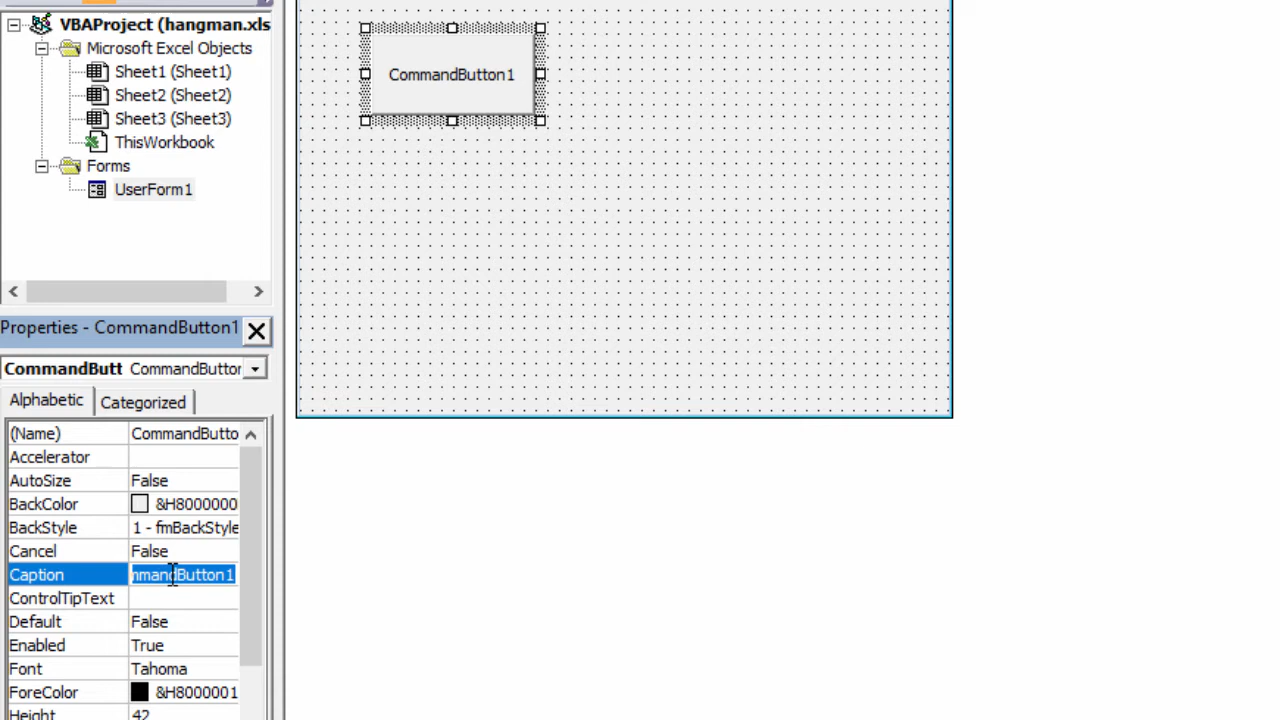 VBAProject (hangman.xls
Microsoft Excel Objects
Sheet1 (Sheet1)
Sheet2 (Sheet2)
Sheet3 (Sheet3)
ThisWorkbook
Forms
UserForm1
CommandButton1
Properties - CommandButton1
CommandButt CommandButtor
Alphabetic Categorized
(Name) CommandButto
Accelerator
AutoSize False
BackColor &H8000000
BackStyle 1 - fmBackStyle
Cancel False
Caption mmandButton1
ControlTipText
Default False
Enabled True
Font Tahoma
ForeColor &H8000001
Height 42